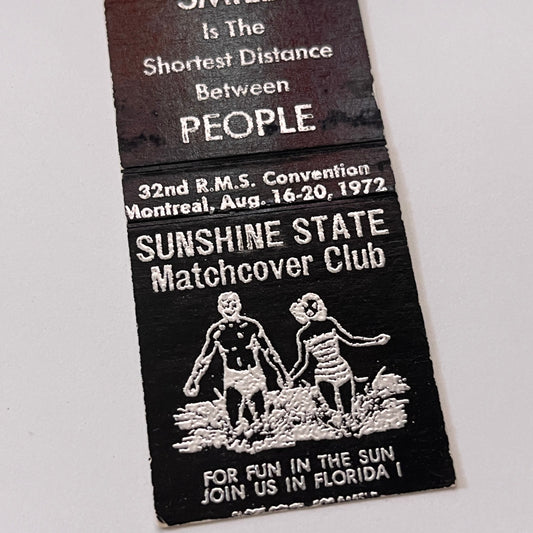 Is The
Shortest Distance
Between
PEOPLE
32nd R.M.S. Convention
Montreal, Aug. 16-20, 1972
SUNSHINE STATE
Matchcover Club
FOR FUN IN THE SUN
JOIN US IN FLORIDA !